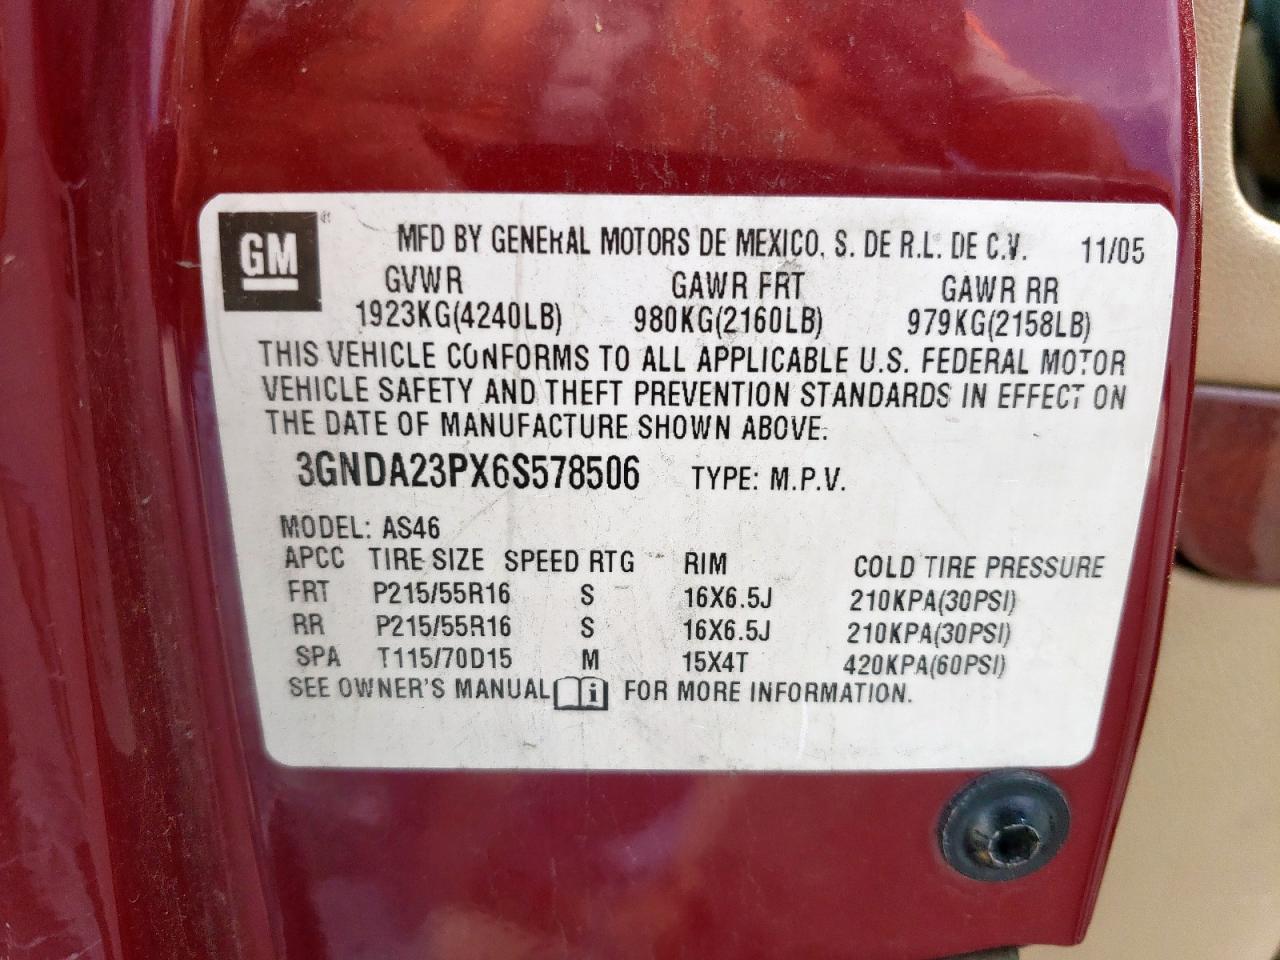 GM ®
MFD BY GENERAL MOTORS DE MEXICO, S. DE R.L. DE C.V. 11/05
GVWR GAWR FRT GAWR RR
1923KG(4240LB) 980KG(2160LB) 979KG(2158LB)
THIS VEHICLE CONFORMS TO ALL APPLICABLE U.S. FEDERAL MOTOR
VEHICLE SAFETY AND THEFT PREVENTION STANDARDS IN EFFECT ON
THE DATE OF MANUFACTURE SHOWN ABOVE.
3GNDA23PX6S578506 TYPE: M.P.V.
MODEL: AS46
APCC TIRE SIZE SPEED RTG RIM COLD TIRE PRESSURE
FRT P215/55R16 S 16X6.5J 210KPA(30PSI)
RR P215/55R16 S 16X6.5J 210KPA(30PSI)
SPA T115/70D15 M 15X4T 420KPA(60PSI)
SEE OWNER'S MANUAL i FOR MORE INFORMATION.